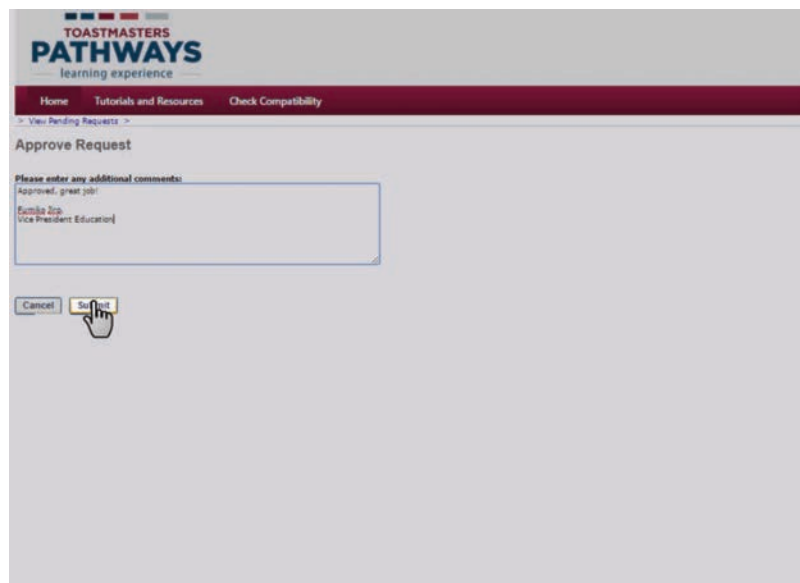 TOASTMASTERS
PATHWAYS
learning experience
Home Tutorials and Resources Check Compatibility
> View Pending Requests >
Approve Request
Please enter any additional comments:
Approved, great job!
Vice President Education
Cancel Submit